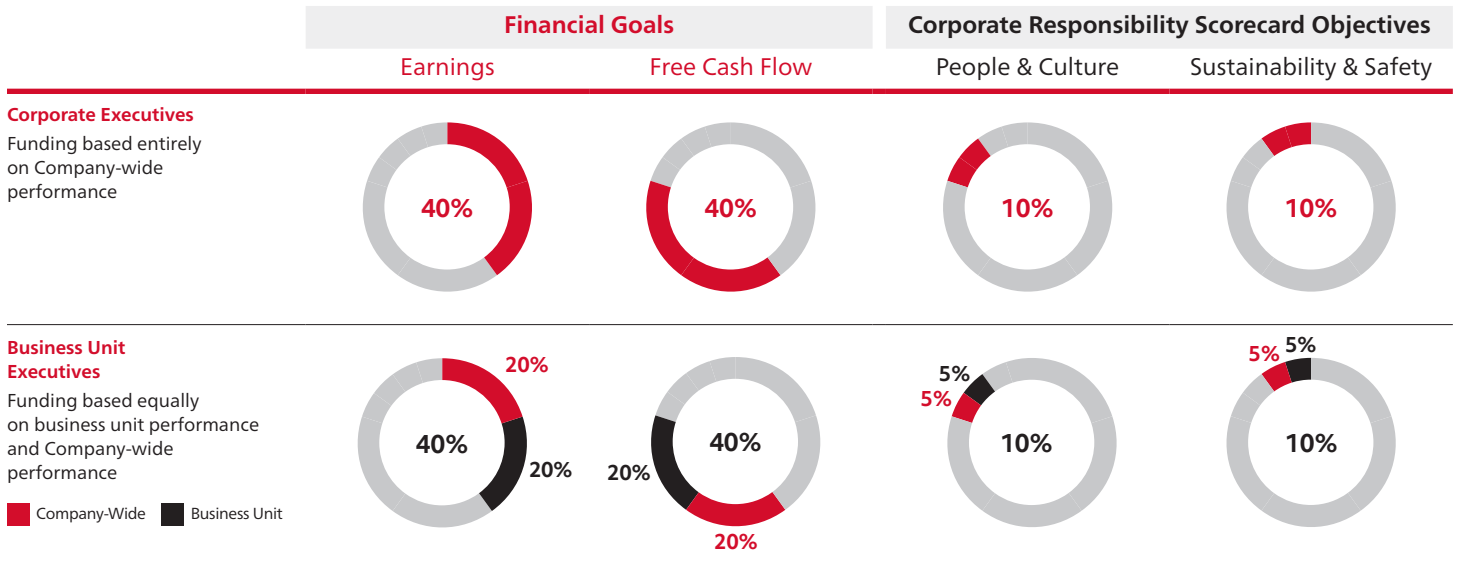 Financial Goals
Corporate Responsibility Scorecard Objectives
Earnings
Free Cash Flow
People & Culture
Sustainability & Safety
Corporate Executives
Funding based entirely
on Company-wide
performance
40%
40%
10%
10%
Business Unit
Executives
Funding based equally
on business unit performance
and Company-wide
performance
Company-Wide
Business Unit
20%
40%
20%
40%
20%
20%
5%
5%
10%
5%
5%
10%